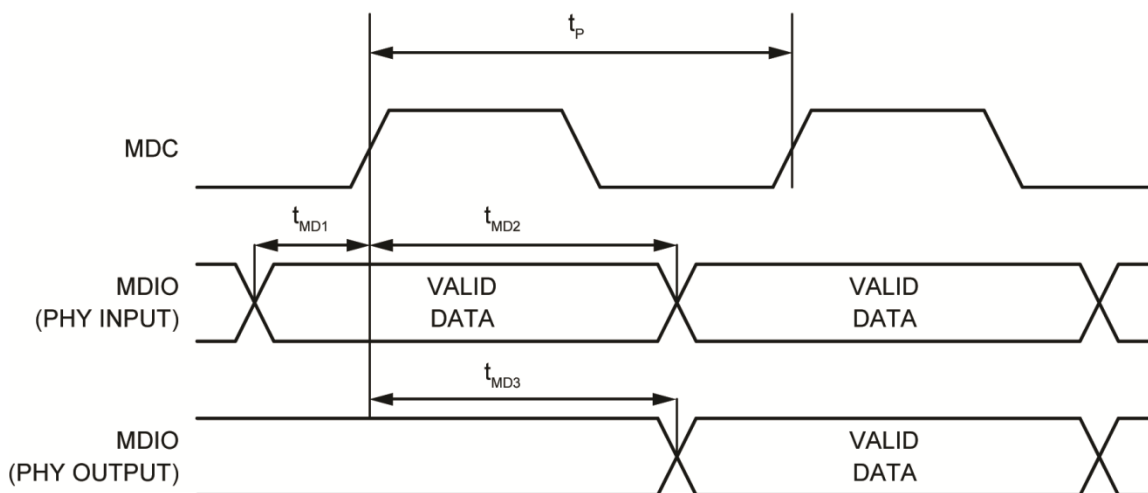 tP
MDC
tMD1
tMD2
MDIO
(PHY INPUT)
VALID
DATA
VALID
DATA
tMD3
MDIO
(PHY OUTPUT)
VALID
DATA